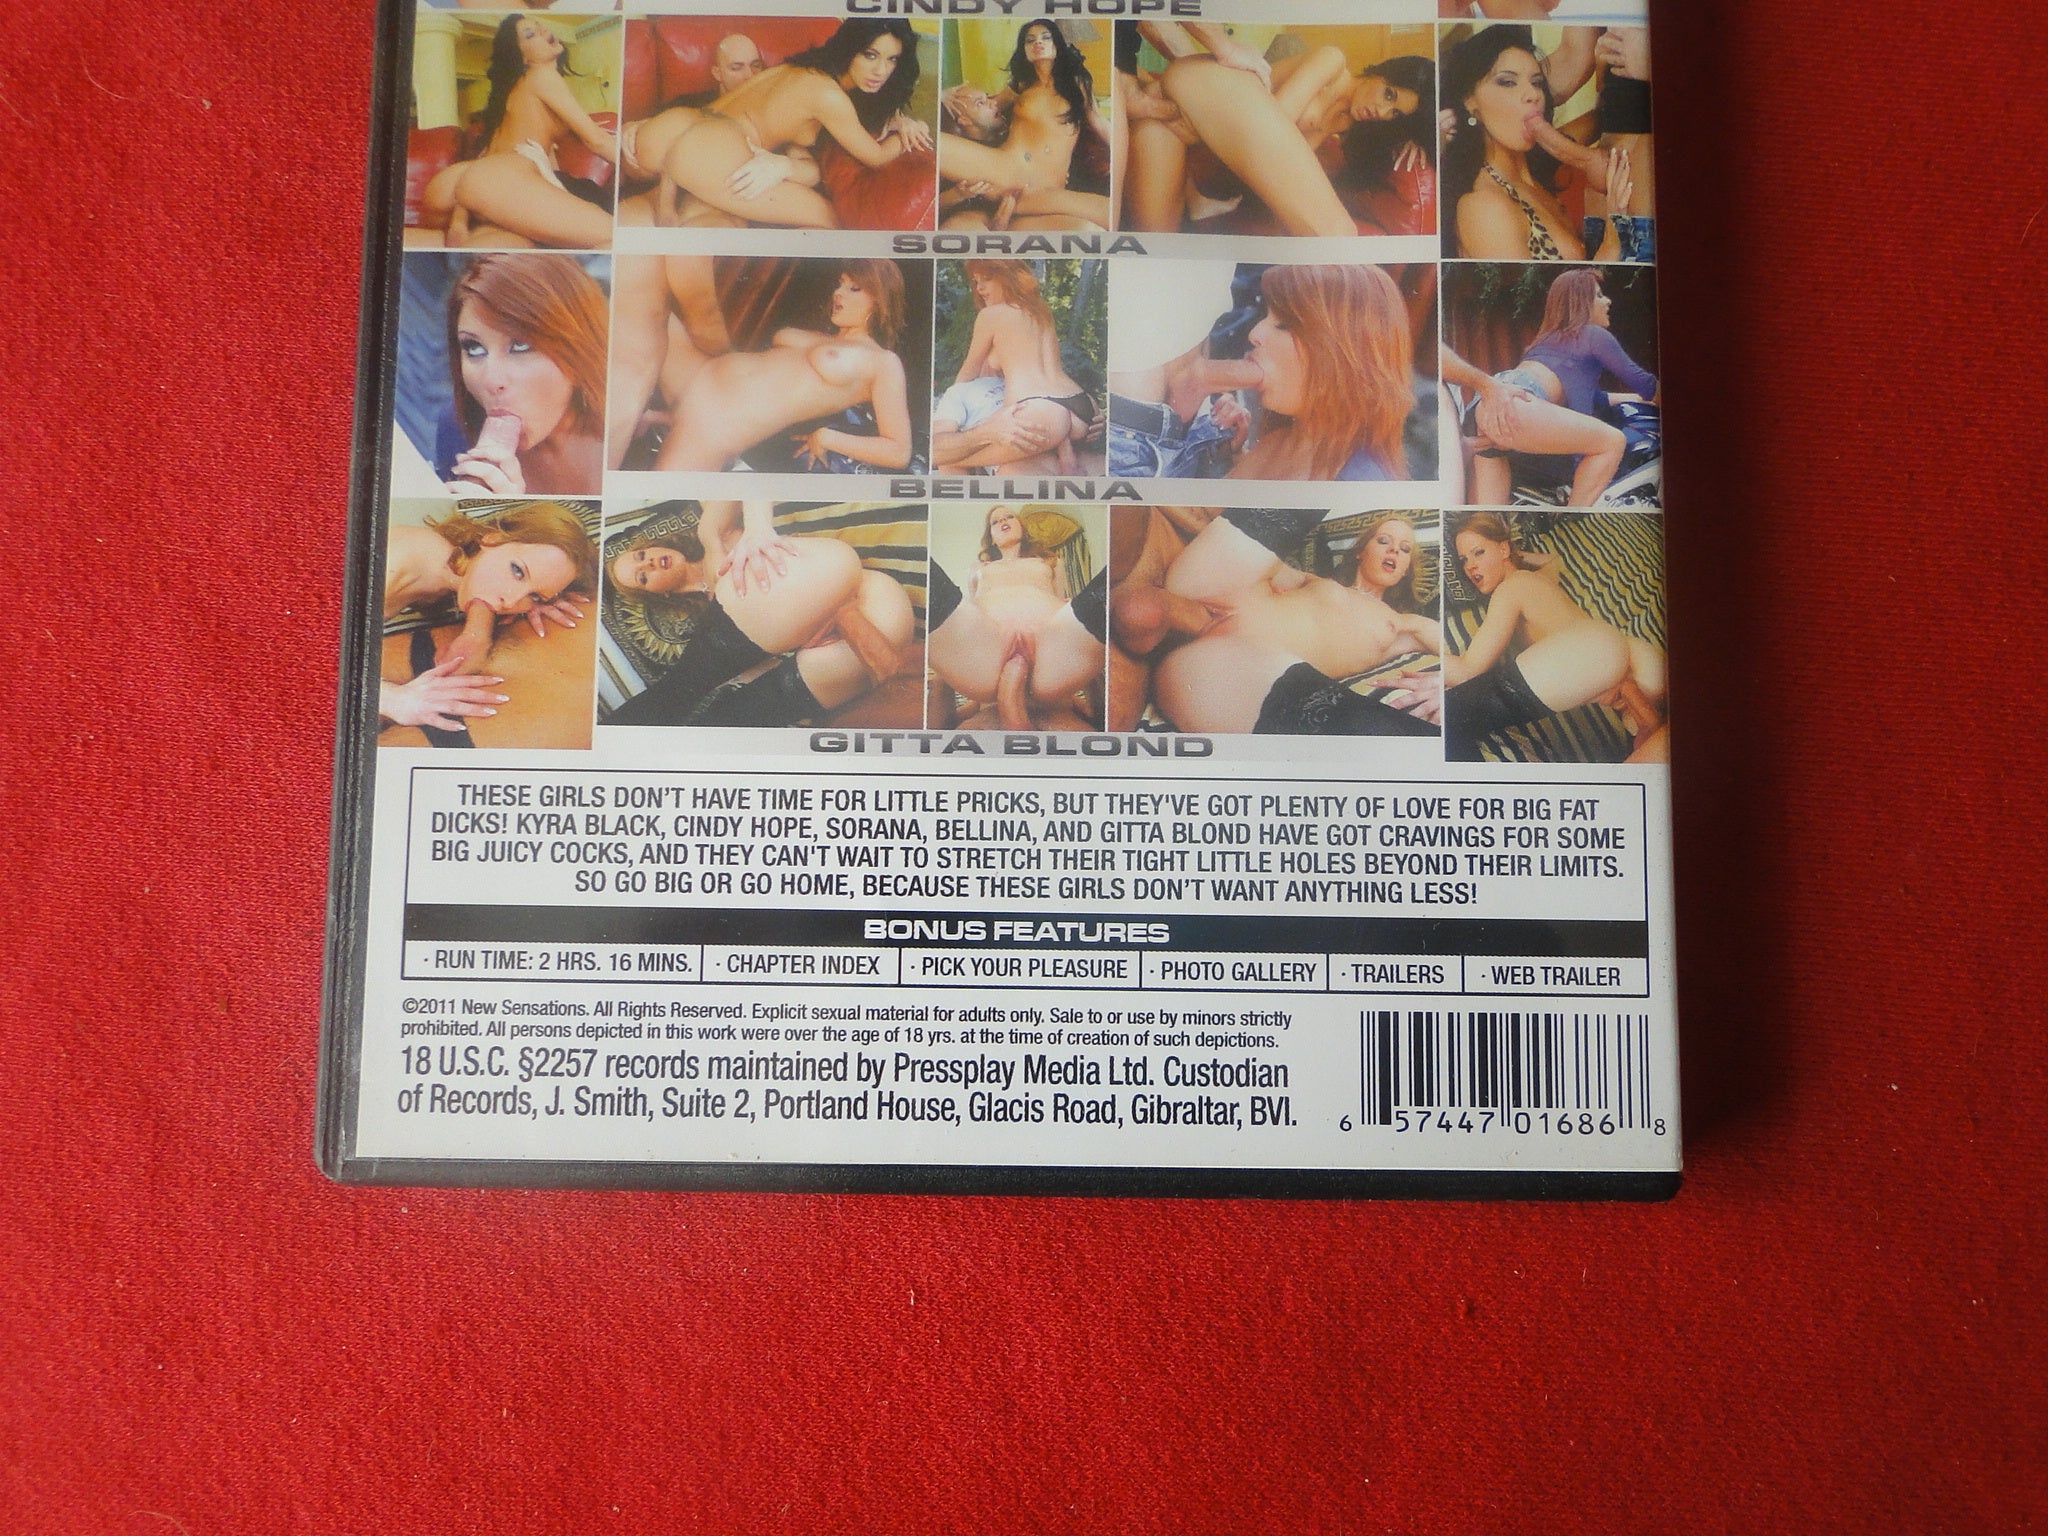 CINDY HOPE
SORANA
BELLINA
GITTA BLOND
THESE GIRLS DON'T HAVE TIME FOR LITTLE PRICKS, BUT THEY'VE GOT PLENTY OF LOVE FOR BIG FAT
DICKS! KYRA BLACK, CINDY HOPE, SORANA, BELLINA, AND GITTA BLOND HAVE GOT CRAVINGS FOR SOME
BIG JUICY COCKS, AND THEY CAN'T WAIT TO STRETCH THEIR TIGHT LITTLE HOLES BEYOND THEIR LIMITS.
SO GO BIG OR GO HOME, BECAUSE THESE GIRLS DON'T WANT ANYTHING LESS!
BONUS FEATURES
· RUN TIME: 2 HRS. 16 MINS. · CHAPTER INDEX · PICK YOUR PLEASURE · PHOTO GALLERY · TRAILERS · WEB TRAILER
©2011 New Sensations. All Rights Reserved. Explicit sexual material for adults only. Sale to or use by minors strictly
prohibited. All persons depicted in this work were over the age of 18 yrs. at the time of creation of such depictions.
18 U.S.C. §2257 records maintained by Pressplay Media Ltd. Custodian
of Records, J. Smith, Suite 2, Portland House, Glacis Road, Gibraltar, BVI.
6 57447 01686 8